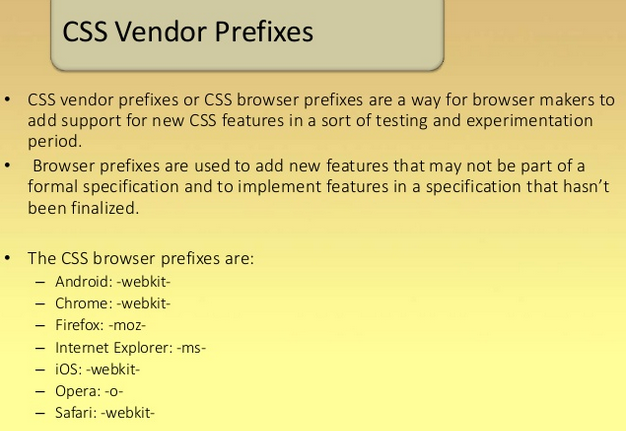 CSS Vendor Prefixes
• CSS vendor prefixes or CSS browser prefixes are a way for browser makers to
add support for new CSS features in a sort of testing and experimentation
period.
• Browser prefixes are used to add new features that may not be part of a
formal specification and to implement features in a specification that hasn't
been finalized.
• The CSS browser prefixes are:
– Android: -webkit-
– Chrome: -webkit-
– Firefox: -moz-
– Internet Explorer: -ms-
– iOS: -webkit-
– Opera: -o-
– Safari: -webkit-